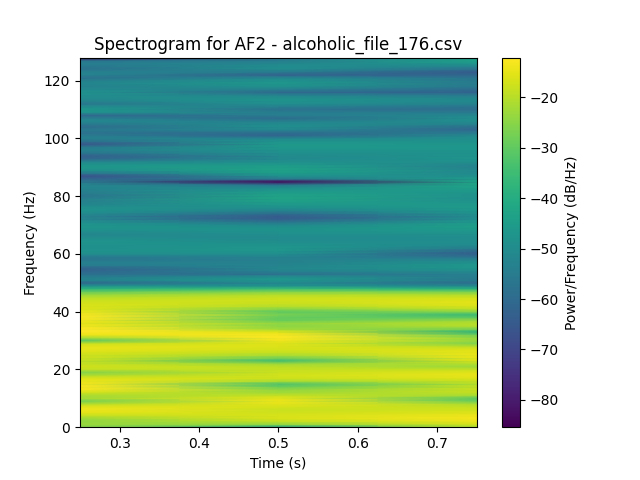 Spectrogram for AF2 - alcoholic_file_176.csv
120
100
80
60
40
20
0
Frequency (Hz)
0.3 0.4 0.5 0.6 0.7
Time (s)
−20
−30
−40
−50
−60
−70
−80
Power/Frequency (dB/Hz)